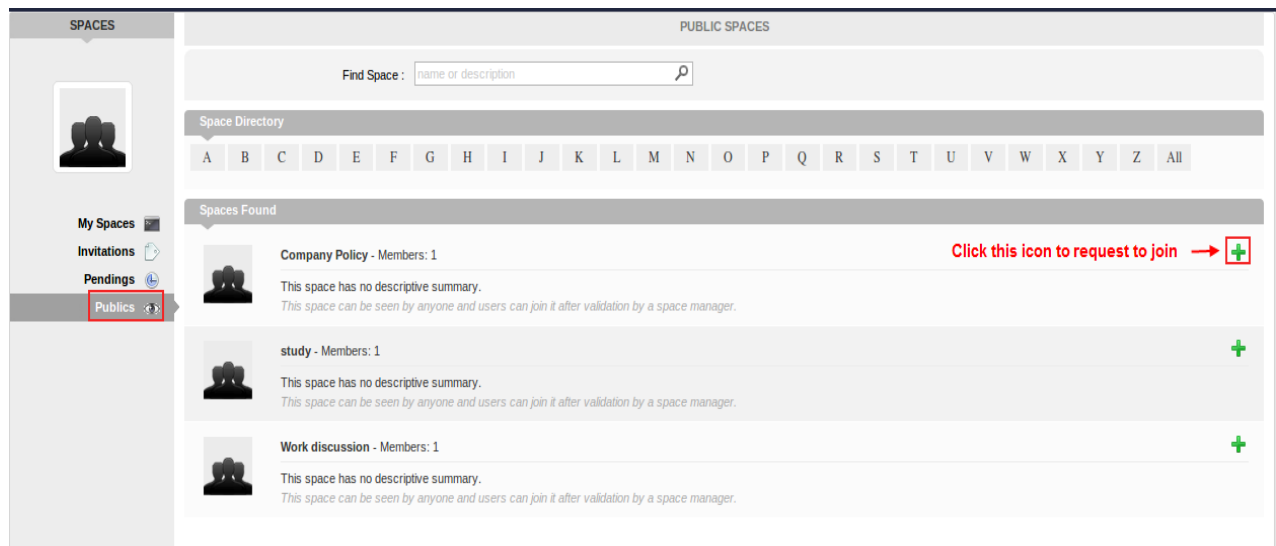 SPACES
PUBLIC SPACES
Find Space : name or description
Space Directory
A B C D E F G H I J K L M N O P Q R S T U V W X Y Z All
My Spaces
Invitations
Pendings
Publics
Spaces Found
Company Policy - Members: 1
Click this icon to request to join
This space has no descriptive summary.
This space can be seen by anyone and users can join it after validation by a space manager.
study - Members: 1
This space has no descriptive summary.
This space can be seen by anyone and users can join it after validation by a space manager.
Work discussion - Members: 1
This space has no descriptive summary.
This space can be seen by anyone and users can join it after validation by a space manager.